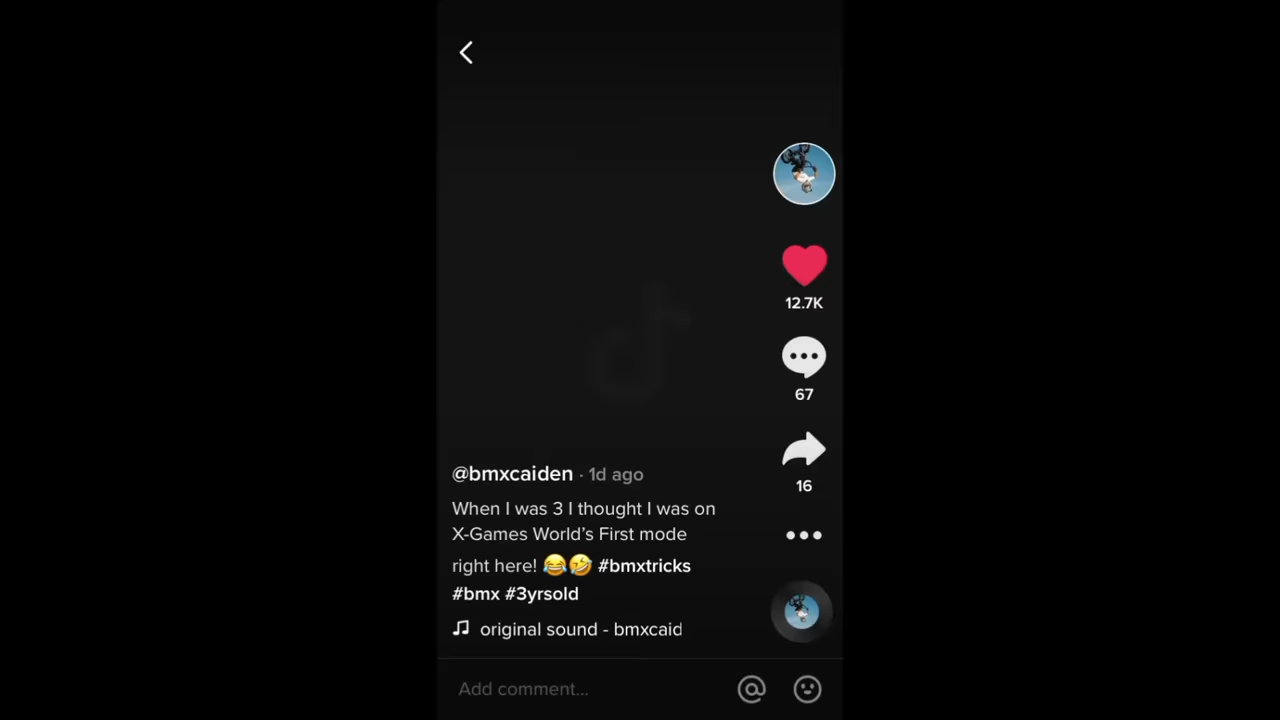 12.7K
67
16
@bmxcaiden · 1d ago
When I was 3 I thought I was on
X-Games World’s First mode
right here! 😂🤣 #bmxtricks
#bmx #3yrsold
original sound - bmxcaid
Add comment...